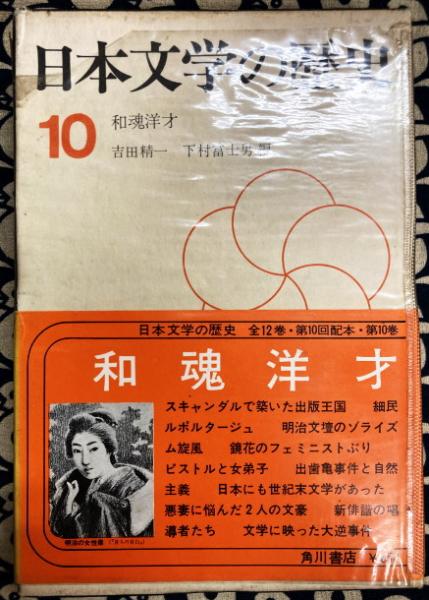 日本文学の歴史
10
和魂洋才
吉田精一 下村富士男編
日本文学の歴史 全12巻・第10回配本・第10巻
和魂洋才
スキャンダルで築いた出版王国 細民
ルポルタージュ 明治文壇のゾライズ
ム旋風 鏡花のフェミニストぶり
ピストルと女弟子 出歯亀事件と自然
主義 日本にも世紀末文学があった
悪妻に悩んだ2人の文豪 新俳諧の唱
導者たち 文学に映った大逆事件
明治の女性像
角川書店